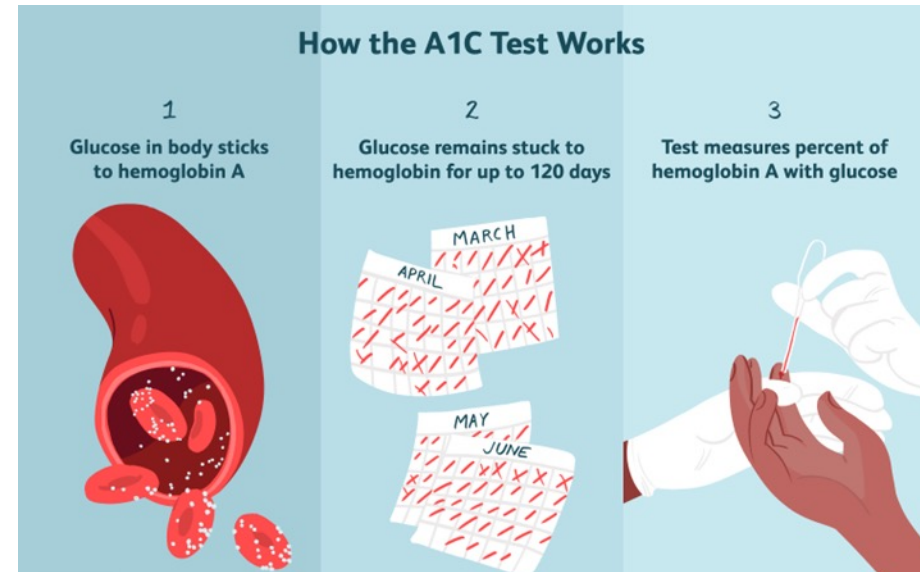 How the A1C Test Works
1
Glucose in body sticks
to hemoglobin A
2
Glucose remains stuck to
hemoglobin for up to 120 days
MARCH
APRIL
MAY
JUNE
3
Test measures percent of
hemoglobin A with glucose